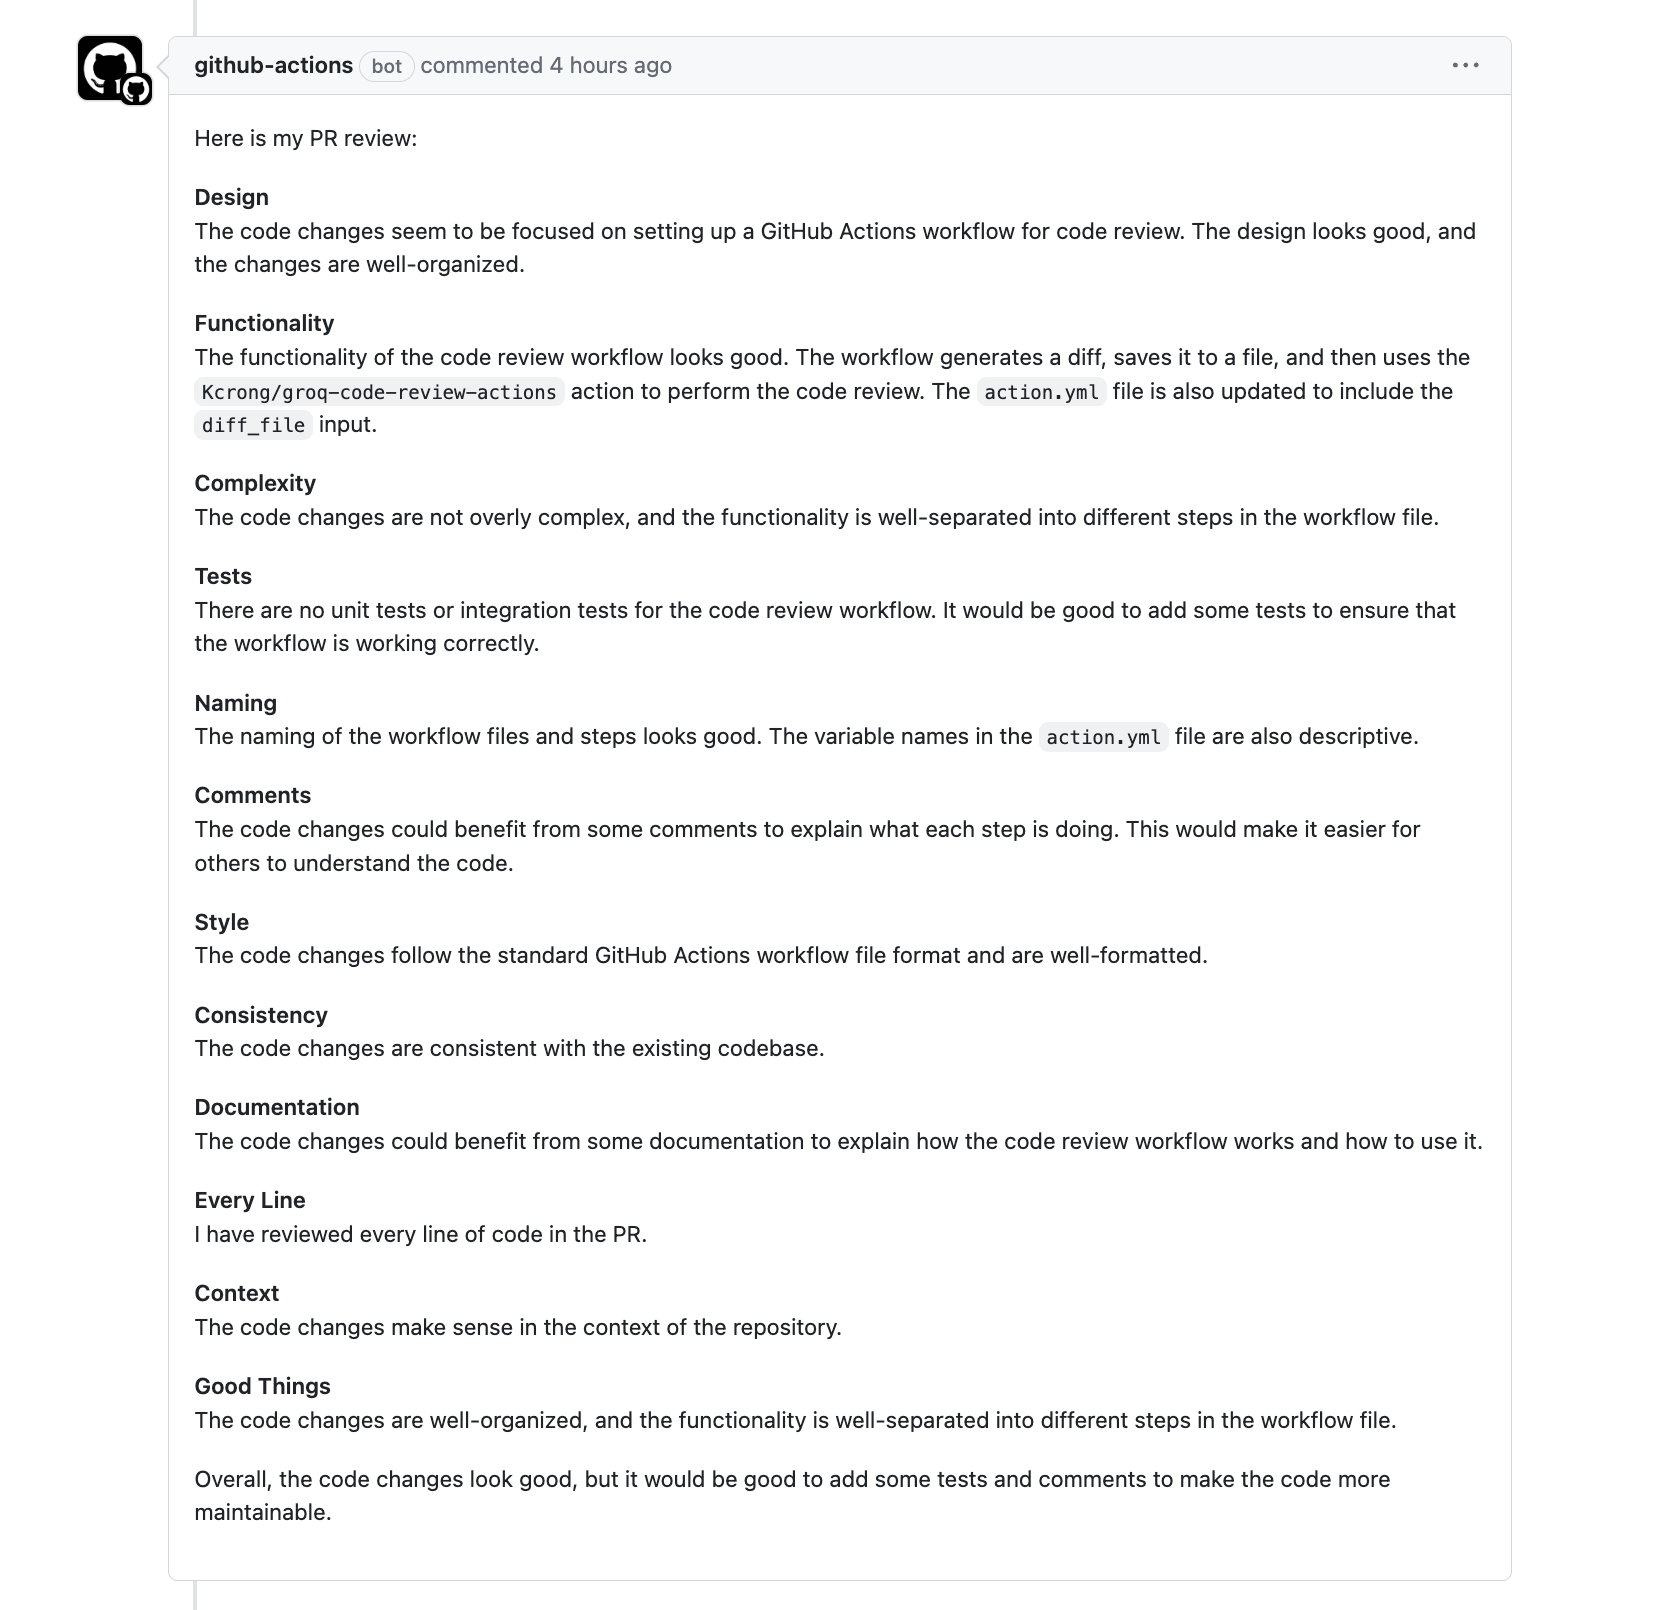 github-actions bot commented 4 hours ago
Here is my PR review:
Design
The code changes seem to be focused on setting up a GitHub Actions workflow for code review. The design looks good, and
the changes are well-organized.
Functionality
The functionality of the code review workflow looks good. The workflow generates a diff, saves it to a file, and then uses the
Kcrong/groq-code-review-actions action to perform the code review. The action.yml file is also updated to include the
diff_file input.
Complexity
The code changes are not overly complex, and the functionality is well-separated into different steps in the workflow file.
Tests
There are no unit tests or integration tests for the code review workflow. It would be good to add some tests to ensure that
the workflow is working correctly.
Naming
The naming of the workflow files and steps looks good. The variable names in the action.yml file are also descriptive.
Comments
The code changes could benefit from some comments to explain what each step is doing. This would make it easier for
others to understand the code.
Style
The code changes follow the standard GitHub Actions workflow file format and are well-formatted.
Consistency
The code changes are consistent with the existing codebase.
Documentation
The code changes could benefit from some documentation to explain how the code review workflow works and how to use it.
Every Line
I have reviewed every line of code in the PR.
Context
The code changes make sense in the context of the repository.
Good Things
The code changes are well-organized, and the functionality is well-separated into different steps in the workflow file.
Overall, the code changes look good, but it would be good to add some tests and comments to make the code more
maintainable.